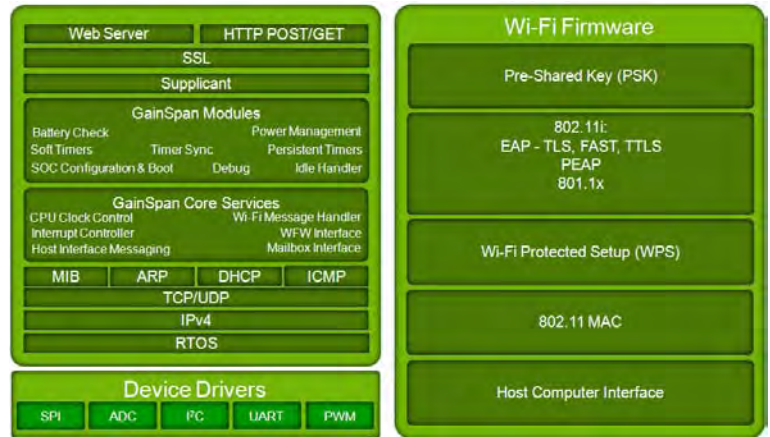 Web Server
HTTP POST/GET
SSL
Supplicant
GainSpan Modules
Battery Check Power Management
Soft Timers Timer Sync Persistent Timers
SOC Configuration & Boot Debug Idle Handler
GainSpan Core Services
CPU Clock Control Wi-Fi Message Handler
Interrupt Controller WFW Interface
Host Interface Messaging Mailbox Interface
MIB
ARP
DHCP
ICMP
TCP/UDP
IPv4
RTOS
Device Drivers
SPI
ADC
I²C
UART
PWM
Wi-Fi Firmware
Pre-Shared Key (PSK)
802.11i:
EAP - TLS, FAST, TTLS
PEAP
801.1x
Wi-Fi Protected Setup (WPS)
802.11 MAC
Host Computer Interface